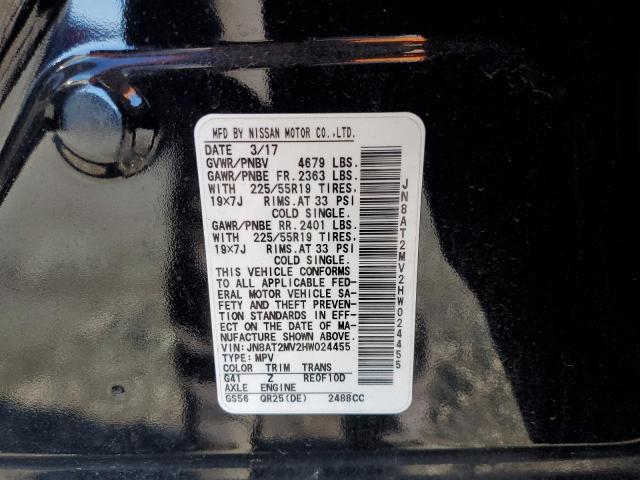 MFD BY NISSAN MOTOR CO.,LTD.
DATE 3/17
GVWR/PNBV 4679 LBS.
GAWR/PNBE FR. 2363 LBS.
WITH 225/55R19 TIRES.
19×7J RIMS. AT 33 PSI
COLD SINGLE.
GAWR/PNBE RR. 2401 LBS.
WITH 225/55R19 TIRES.
19×7J RIMS. AT 33 PSI
COLD SINGLE.
THIS VEHICLE CONFORMS
TO ALL APPLICABLE FED-
ERAL MOTOR VEHICLE SA-
FETY AND THEFT PREVEN-
TION STANDARDS IN EFF-
ECT ON THE DATE OF MA-
NUFACTURE SHOWN ABOVE.
VIN: JN8AT2MV2HW024455
TYPE: MPV
COLOR TRIM TRANS
G41 Z RE0F10D
AXLE ENGINE
GS56 QR25(DE) 2488CC
JN8AT2MV2HW024455